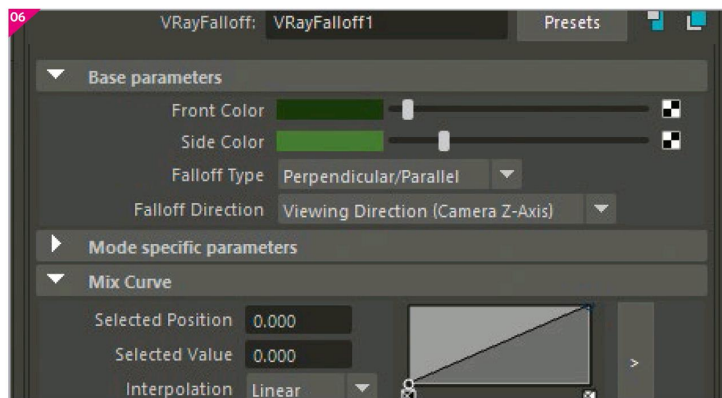 06
VRayFalloff: VRayFalloff1 Presets
Base parameters
Front Color
Side Color
Falloff Type Perpendicular/Parallel
Falloff Direction Viewing Direction (Camera Z-Axis)
Mode specific parameters
Mix Curve
Selected Position 0.000
Selected Value 0.000
>
Interpolation Linear